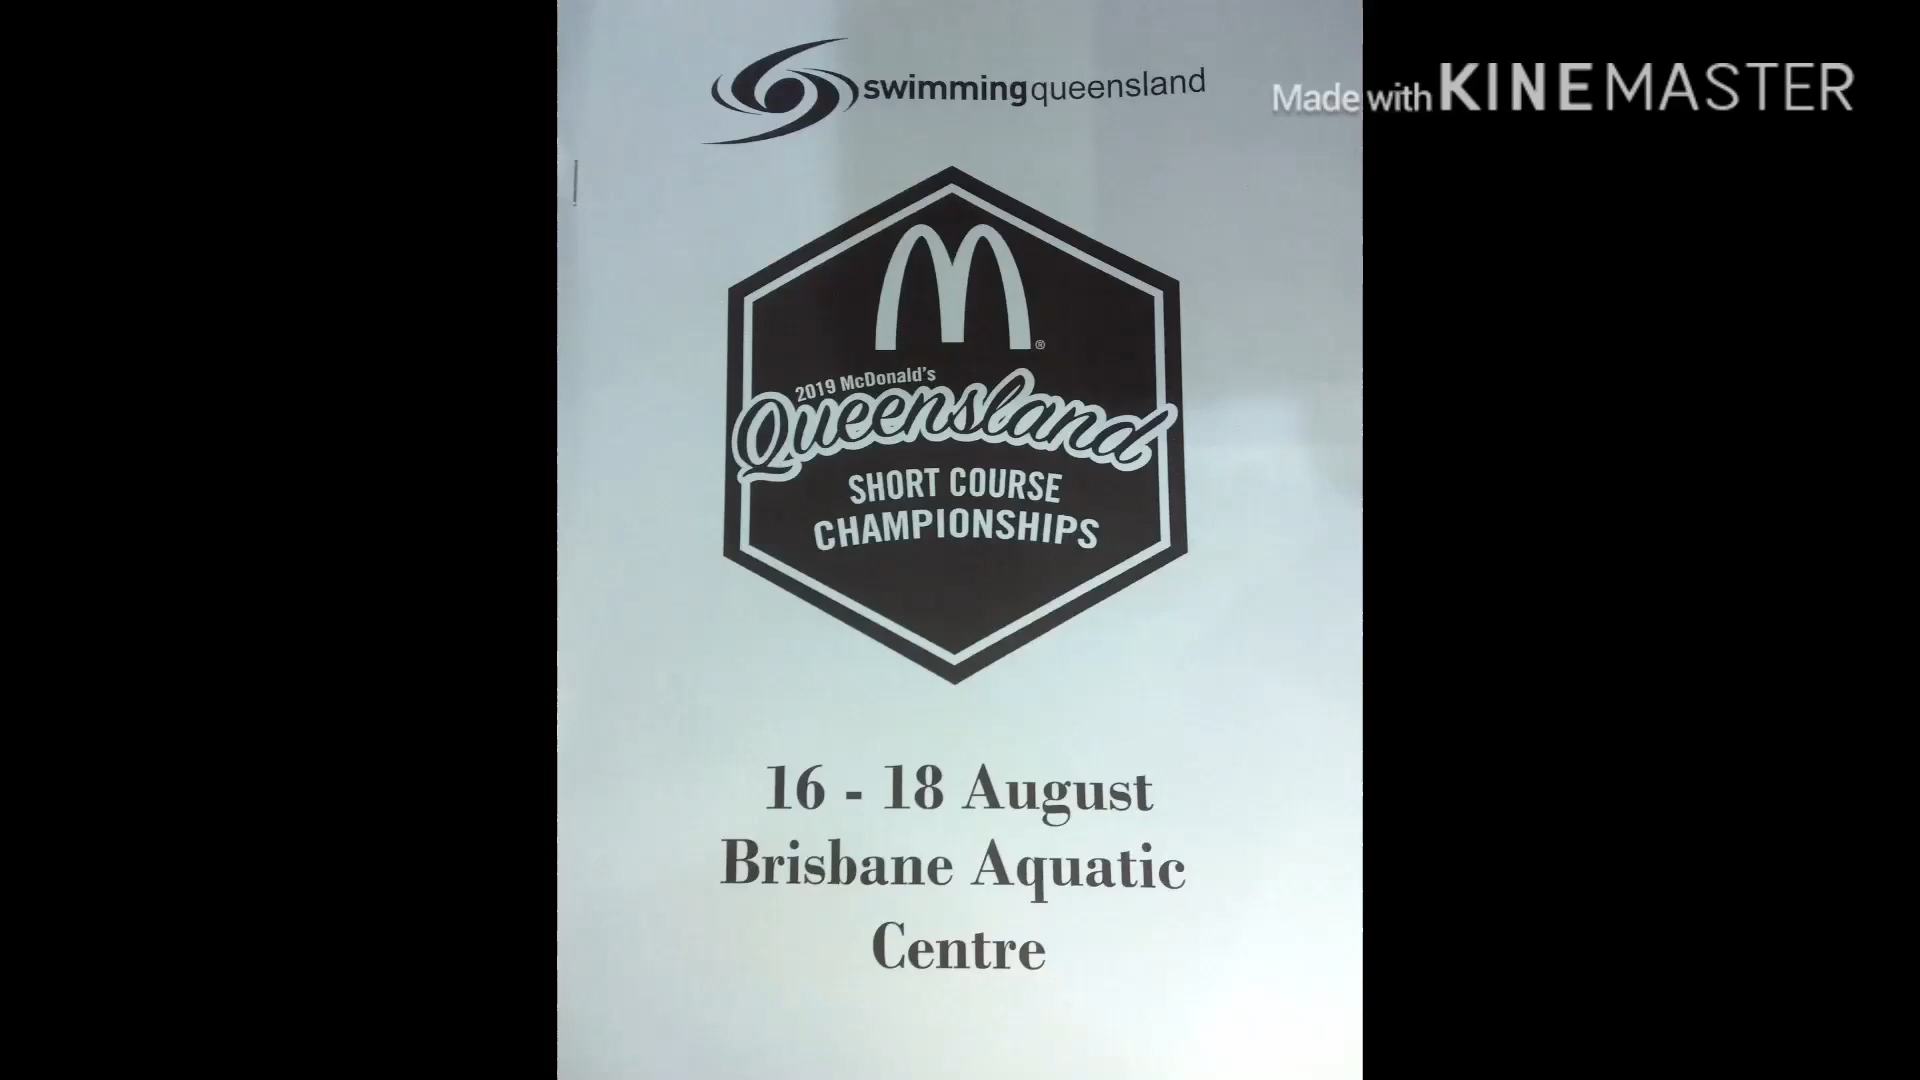 swimmingqueensland
Made with KINEMASTER
®
2019 McDonald's
Queensland
SHORT COURSE
CHAMPIONSHIPS
16 - 18 August
Brisbane Aquatic
Centre